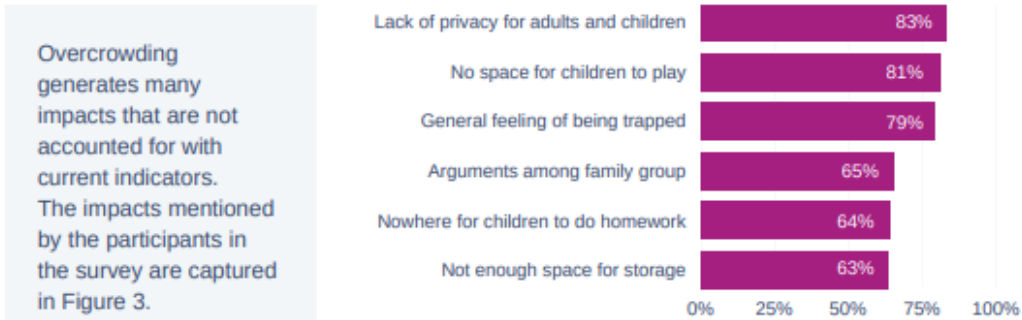 Overcrowding
generates many
impacts that are not
accounted for with
current indicators.
The impacts mentioned
by the participants in
the survey are captured
in Figure 3.
Lack of privacy for adults and children 83%
No space for children to play 81%
General feeling of being trapped 79%
Arguments among family group 65%
Nowhere for children to do homework 64%
Not enough space for storage 63%
0% 25% 50% 75% 100%